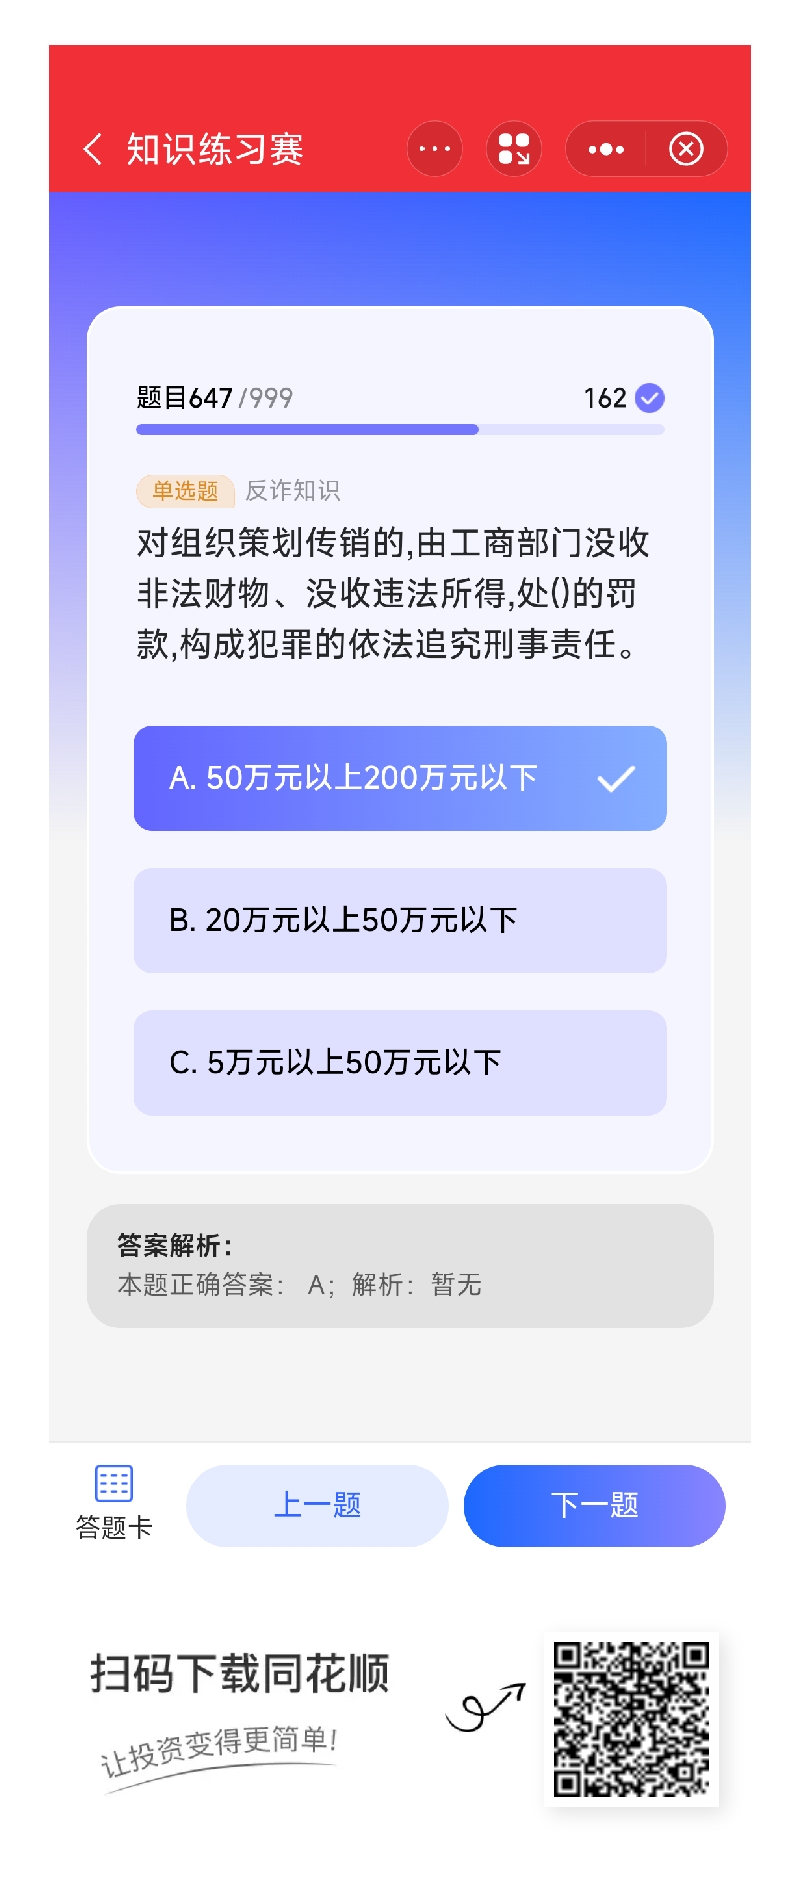 知识练习赛
题目647/999
162
单选题 反诈知识
对组织策划传销的,由工商部门没收
非法财物、没收违法所得,处()的罚
款,构成犯罪的依法追究刑事责任。
A. 50万元以上200万元以下
B. 20万元以上50万元以下
C. 5万元以上50万元以下
答案解析：
本题正确答案： A；解析：暂无
答题卡
上一题
下一题
扫码下载同花顺
让投资变得更简单!